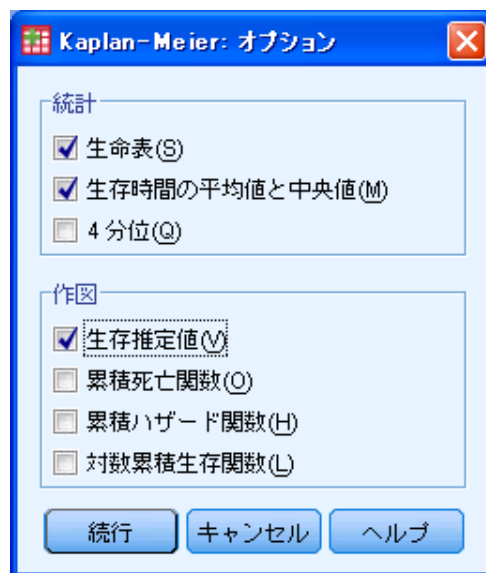 Kaplan-Meier: オプション
統計
生命表(S)
生存時間の平均値と中央値(M)
4 分位(Q)
作図
生存推定値(V)
累積死亡関数(O)
累積ハザード関数(H)
対数累積生存関数(L)
続行 キャンセル ヘルプ